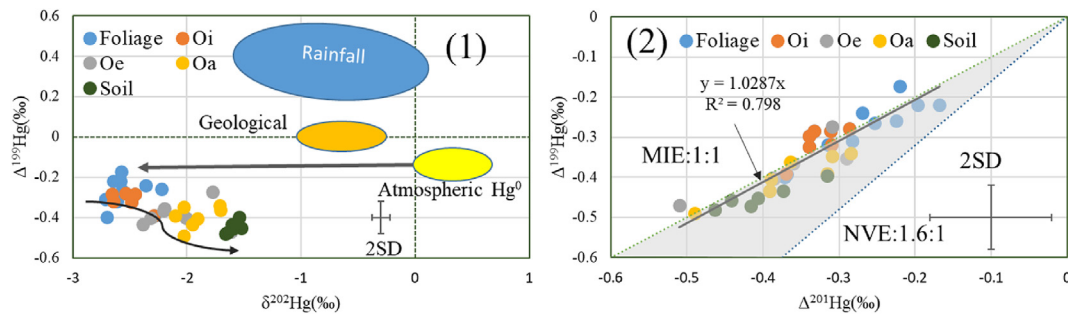 0.6
0.4
0.2
0
-0.2
-0.4
-0.6
Δ¹⁹⁹Hg(‰)
Foliage Oi
Oe Oa
Soil
Rainfall
(1)
Geological
Atmospheric Hg⁰
2SD
-3 -2 -1 0 1
δ²⁰²Hg(‰)
0
-0.1
-0.2
-0.3
-0.4
-0.5
-0.6
Δ¹⁹⁹Hg(‰)
(2)
Foliage Oi Oe Oa Soil
y = 1.0287x
R² = 0.798
MIE:1:1
2SD
NVE:1.6:1
-0.6 -0.5 -0.4 -0.3 -0.2 -0.1 0
Δ²⁰¹Hg(‰)